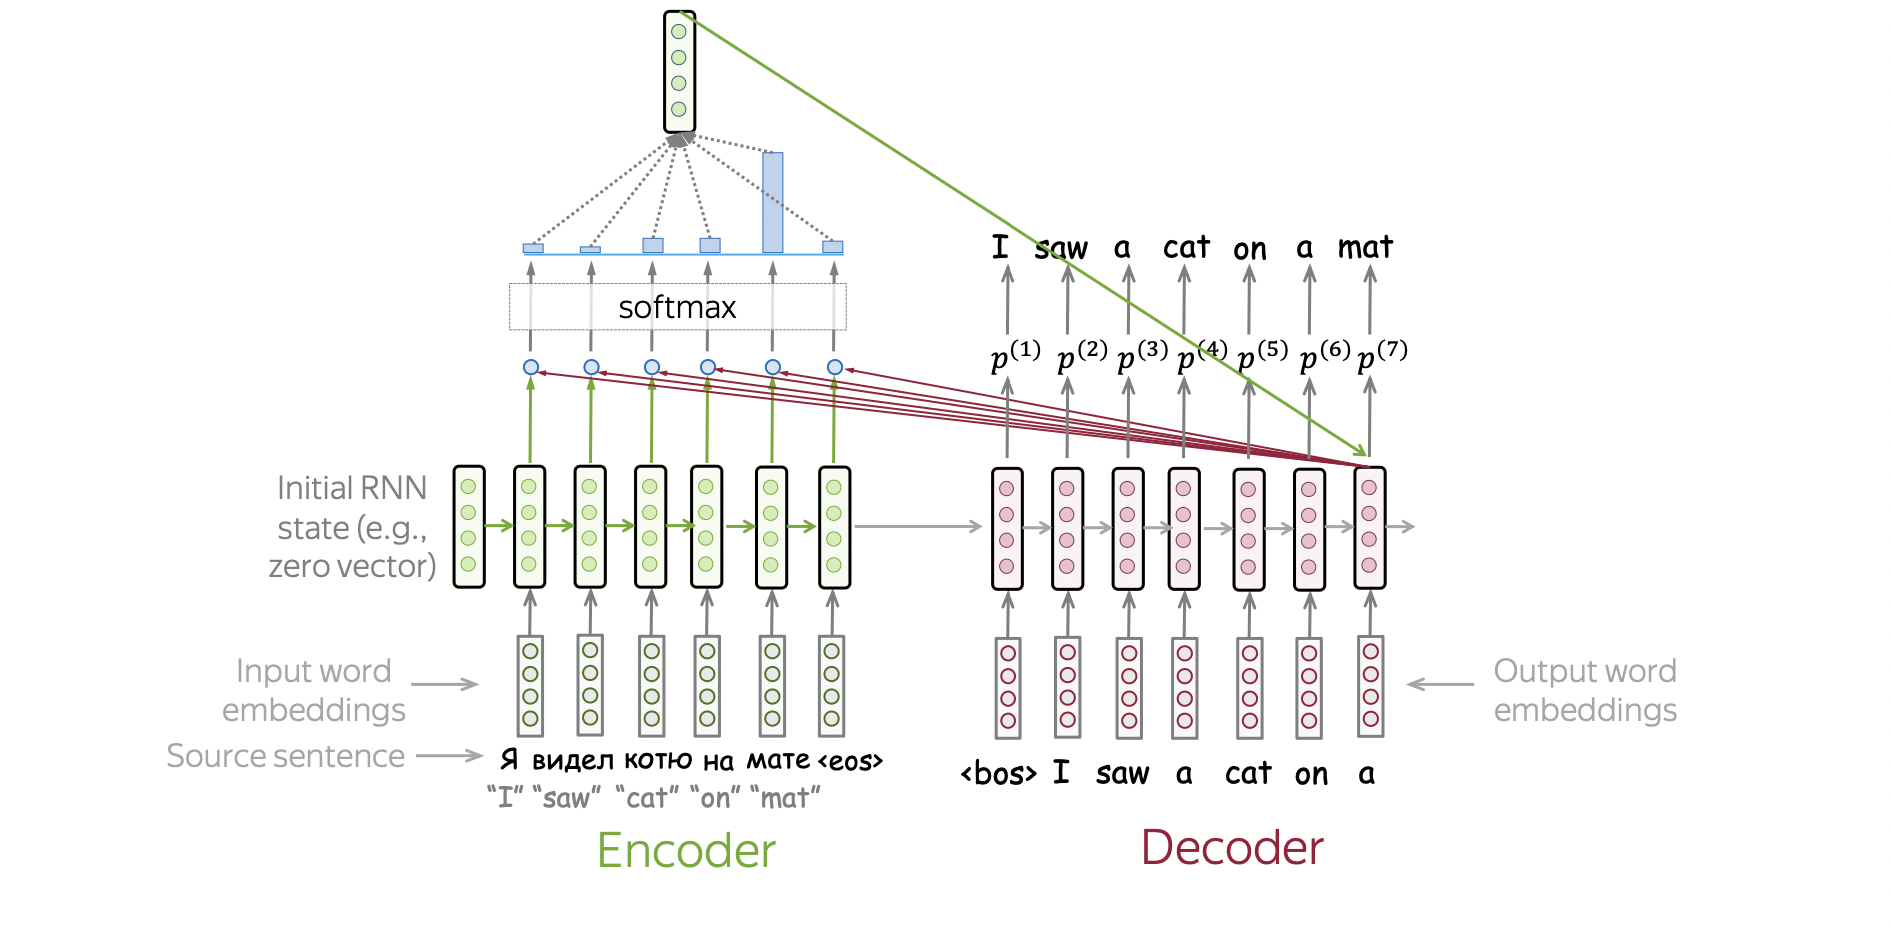 softmax
I saw a cat on a mat
p(1) p(2) p(3) p(4) p(5) p(6) p(7)
Initial RNN
state (e.g.,
zero vector)
Input word
embeddings
Output word
embeddings
Source sentence
Я видел котю на мате <eos>
"I" "saw" "cat" "on" "mat"
<bos> I saw a cat on a
Encoder
Decoder